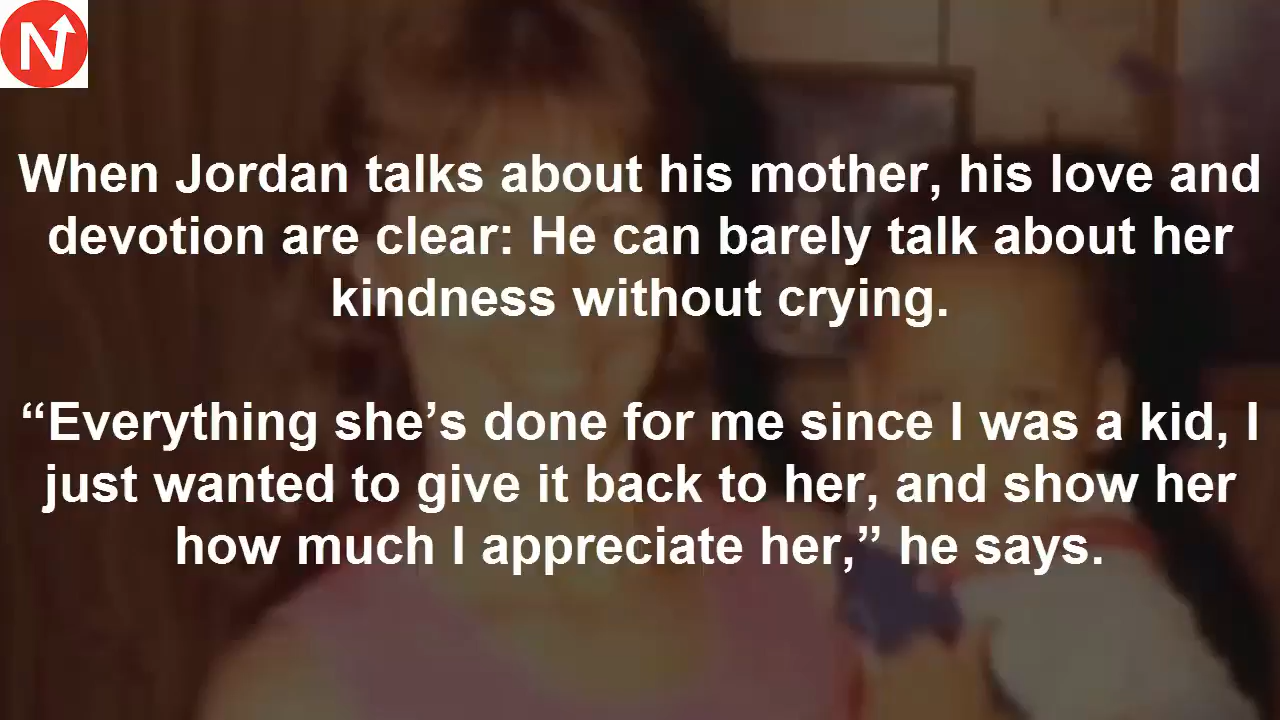 N
When Jordan talks about his mother, his love and
devotion are clear: He can barely talk about her
kindness without crying.
“Everything she’s done for me since I was a kid, I
just wanted to give it back to her, and show her
how much I appreciate her,” he says.